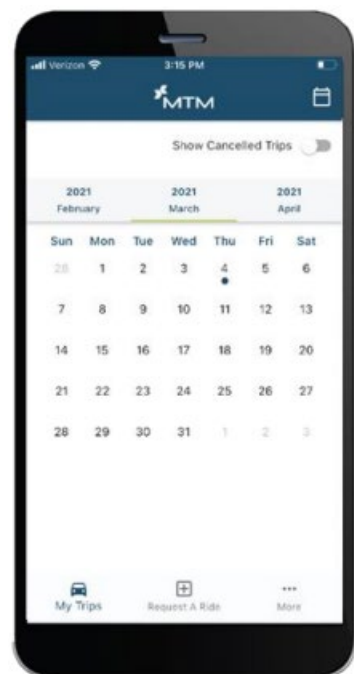 Verizon 3:15 PM
MTM
Show Cancelled Trips
2021 2021 2021
February March April
Sun Mon Tue Wed Thu Fri Sat
28 1 2 3 4 5 6
7 8 9 10 11 12 13
14 15 16 17 18 19 20
21 22 23 24 25 26 27
28 29 30 31 1 2 3
My Trips Request A Ride More